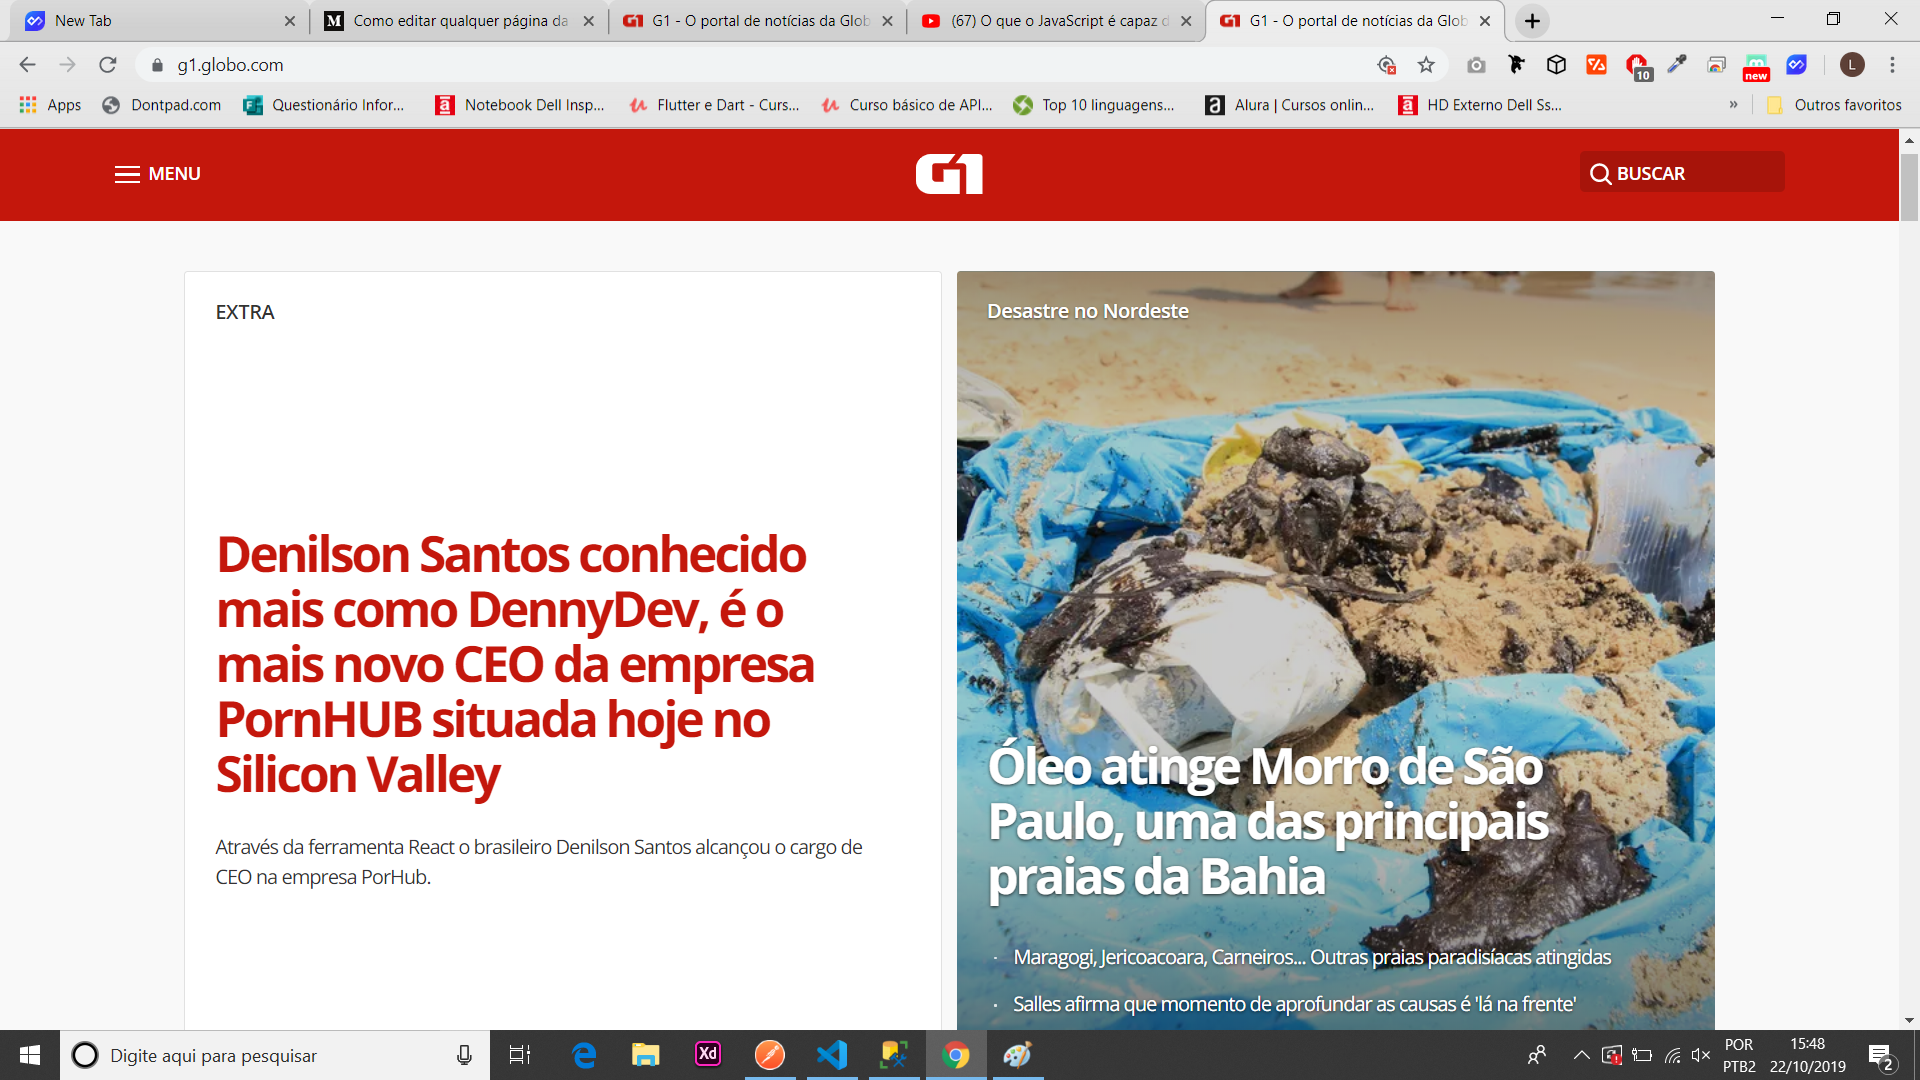 New Tab
Como editar qualquer página da
G1 - O portal de notícias da Glob
(67) O que o JavaScript é capaz d
G1 - O portal de notícias da Glob
g1.globo.com
10
new
L
Apps
Dontpad.com
Questionário Infor...
Notebook Dell Insp...
Flutter e Dart - Curs...
Curso básico de API...
Top 10 linguagens...
Alura | Cursos onlin...
HD Externo Dell Ss...
»
Outros favoritos
MENU
G1
BUSCAR
EXTRA
Denilson Santos conhecido
mais como DennyDev, é o
mais novo CEO da empresa
PornHUB situada hoje no
Silicon Valley
Através da ferramenta React o brasileiro Denilson Santos alcançou o cargo de
CEO na empresa PorHub.
Desastre no Nordeste
Óleo atinge Morro de São
Paulo, uma das principais
praias da Bahia
Maragogi, Jericoacoara, Carneiros... Outras praias paradisíacas atingidas
Salles afirma que momento de aprofundar as causas é 'lá na frente'
Digite aqui para pesquisar
Xd
POR
PTB2
15:48
22/10/2019
2